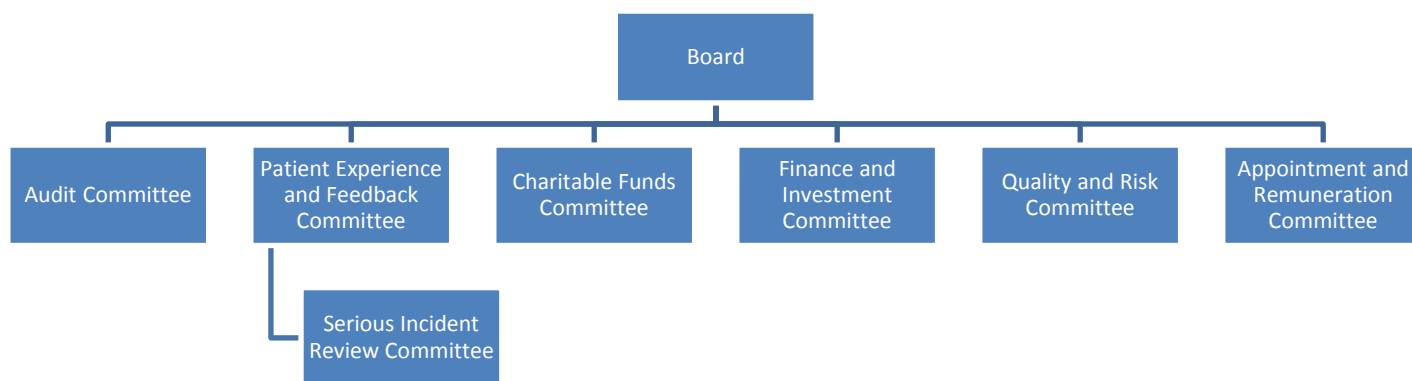 Board
Audit Committee
Patient Experience
and Feedback
Committee
Charitable Funds
Committee
Finance and
Investment
Committee
Quality and Risk
Committee
Appointment and
Remuneration
Committee
Serious Incident
Review Committee